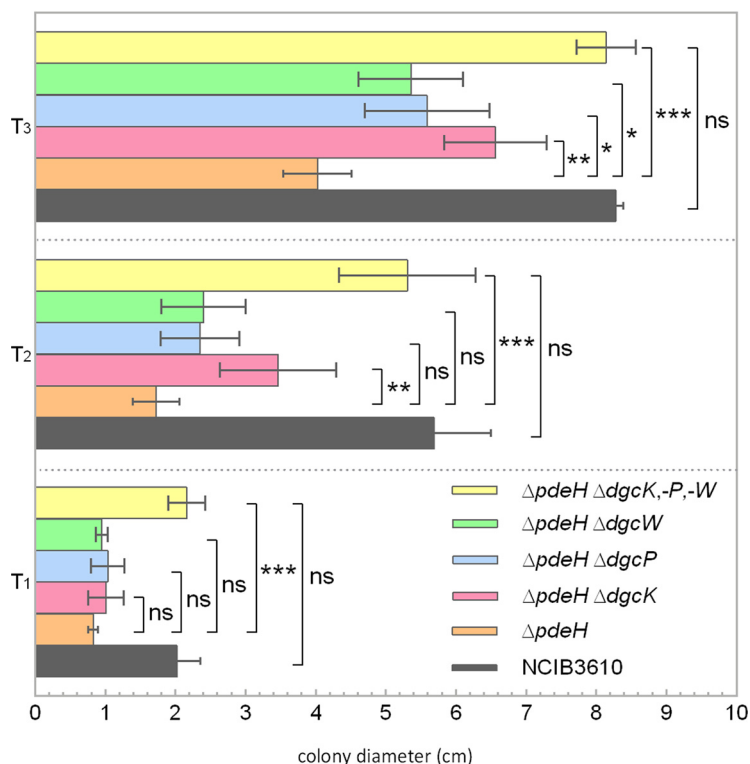 T3
**
*
*
***
ns
T2
**
ns
ns
***
ns
T1
ns
ns
ns
***
ns
ΔpdeH ΔdgcK,-P,-W
ΔpdeH ΔdgcW
ΔpdeH ΔdgcP
ΔpdeH ΔdgcK
ΔpdeH
NCIB3610
0 1 2 3 4 5 6 7 8 9 10
colony diameter (cm)